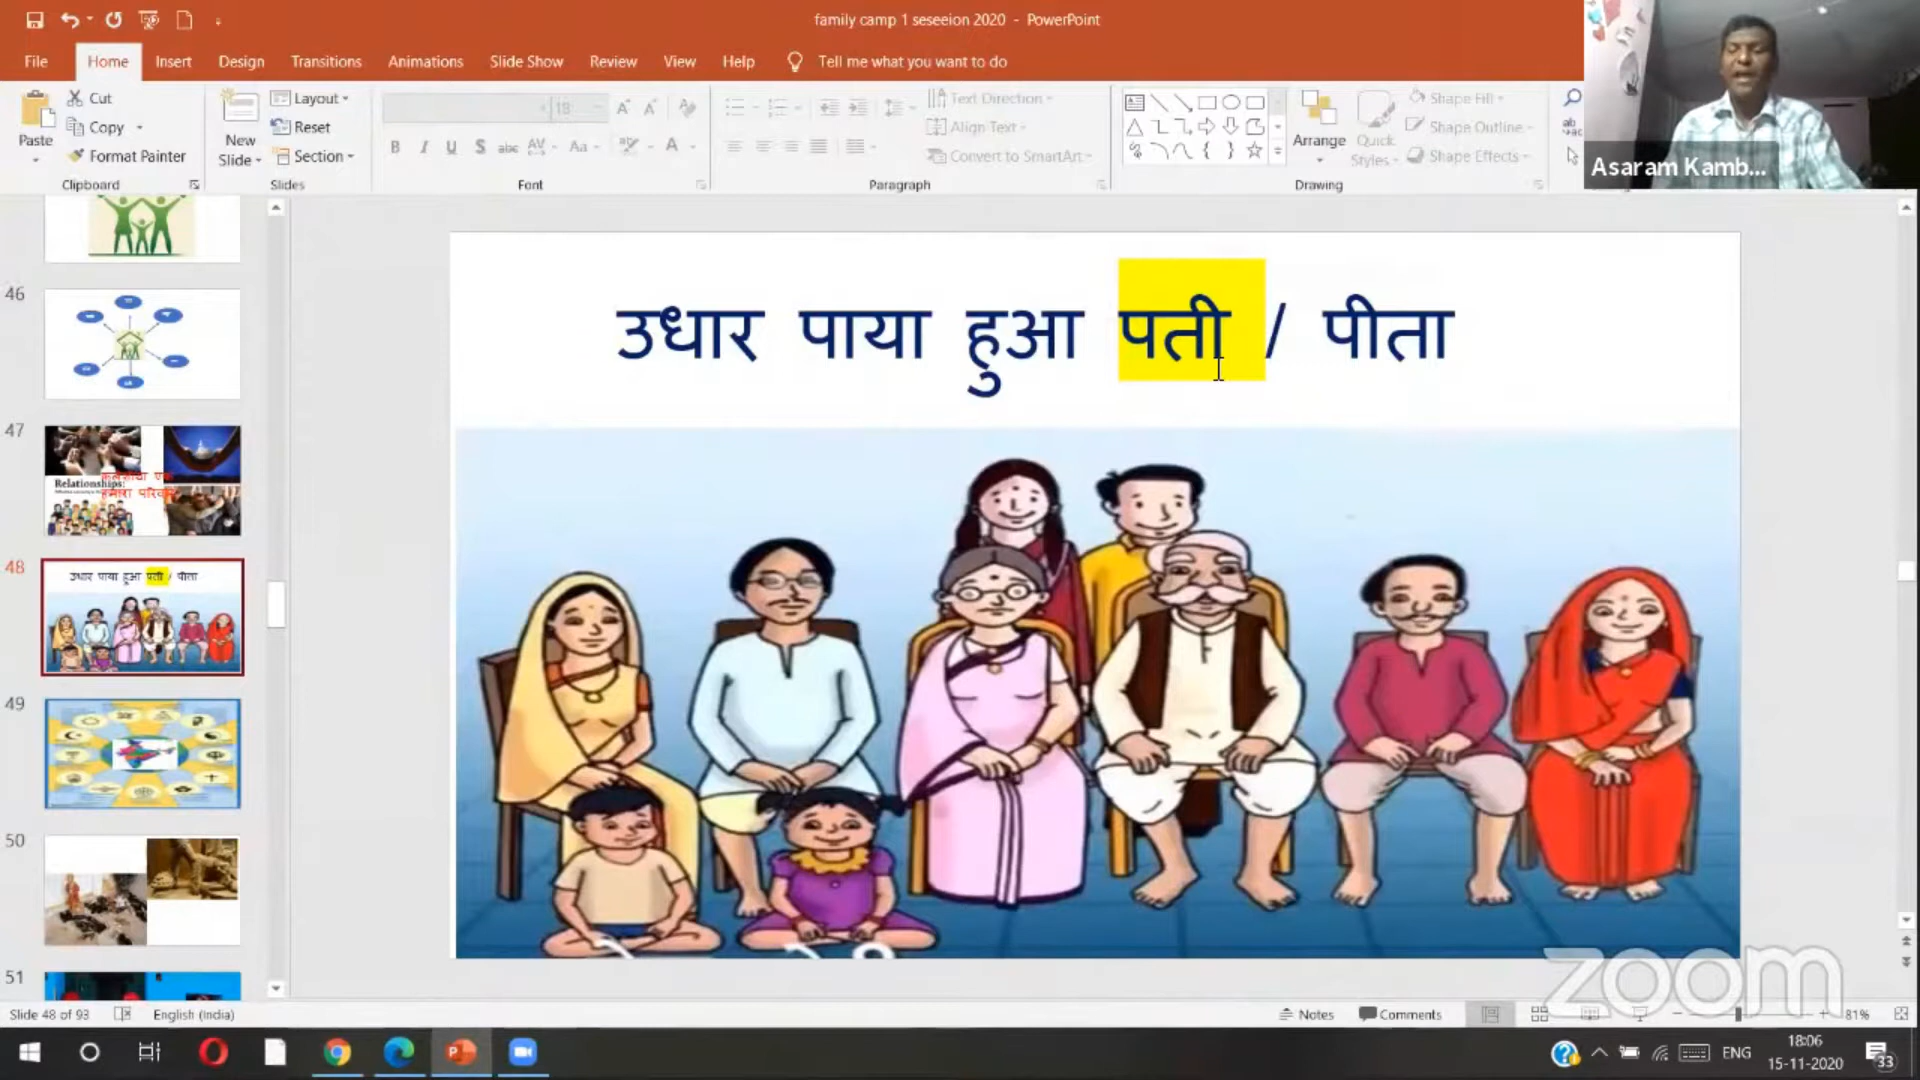 family camp 1 seseeion 2020 - PowerPoint
File Home Insert Design Transitions Animations Slide Show Review View Help Tell me what you want to do
Paste
Cut
Copy
Format Painter
Clipboard
New Slide
Layout
Reset
Section
Slides
18
Font
Text Direction
Align Text
Convert to SmartArt
Paragraph
Arrange
Quick Styles
Shape Fill
Shape Outline
Shape Effects
Drawing
Asaram Kamb...
46
47
Relationships:
48
उधार पाया हुआ पती / पीता
49
50
51
उधार पाया हुआ पती / पीता
zoom
Slide 48 of 93 English (India) Notes Comments 81%
ENG 18:06
15-11-2020
33